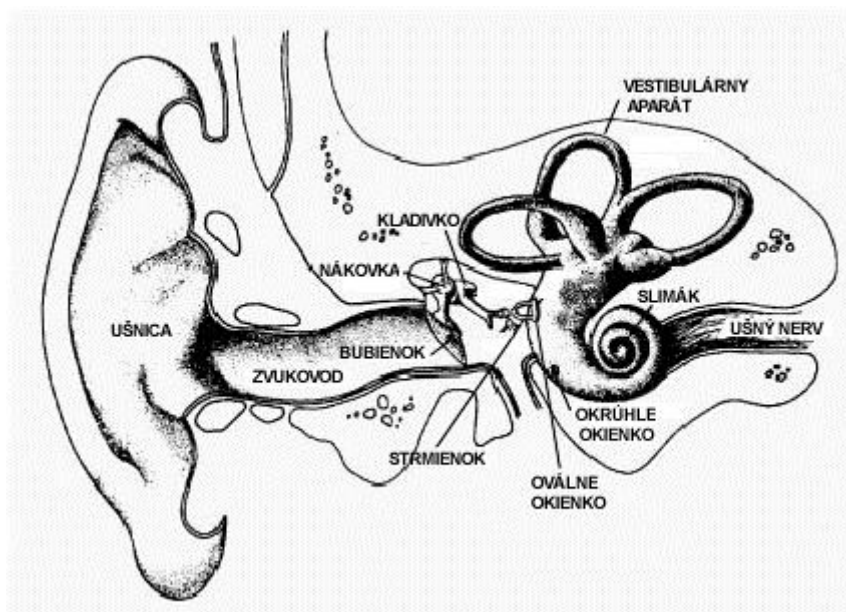 VESTIBULÁRNY
APARÁT
KLADIVKO
NÁKOVKA
SLIMÁK
UŠNICA
UŠNÝ NERV
BUBIENOK
ZVUKOVOD
OKRÚHLE
OKIENKO
STRMIENOK
OVÁLNE
OKIENKO